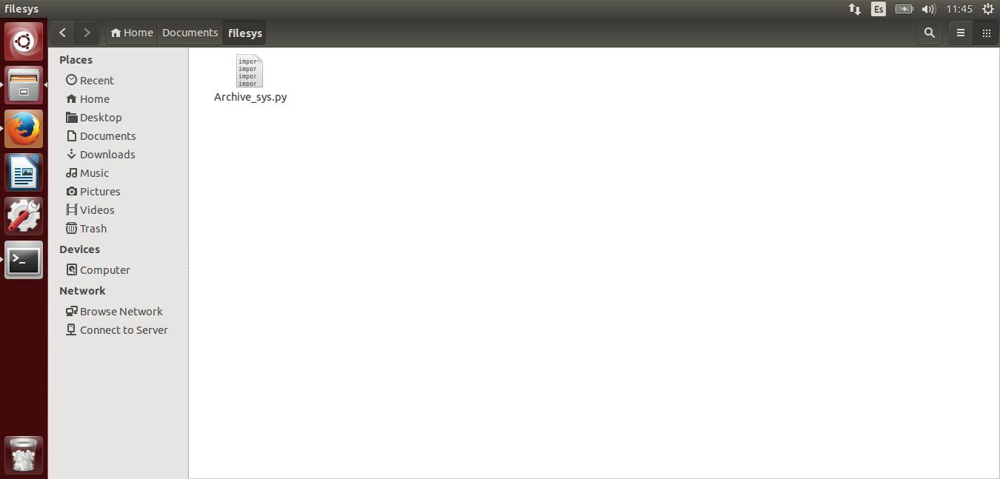 filesys
Es
11:45
Home
Documents
filesys
Places
Recent
Home
Desktop
Documents
Downloads
Music
Pictures
Videos
Trash
Devices
Computer
Network
Browse Network
Connect to Server
impor
impor
impor
impor
Archive_sys.py
>_